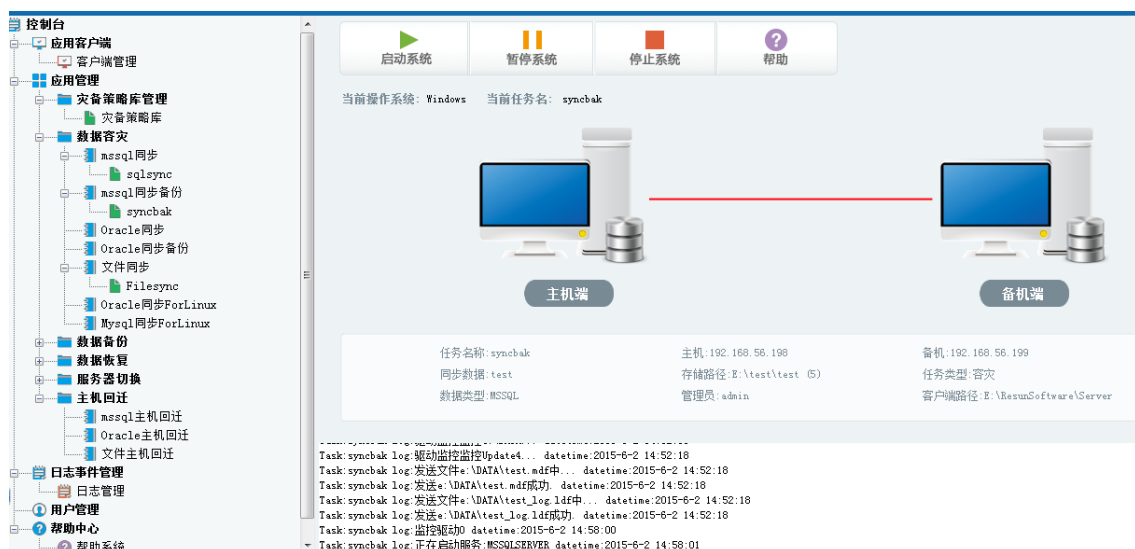 控制台
应用客户端
客户端管理
应用管理
灾备策略库管理
灾备策略库
数据容灾
mssql同步
sqlsync
mssql同步备份
syncbak
Oracle同步
Oracle同步备份
文件同步
Filesync
Oracle同步ForLinux
Mysql同步ForLinux
数据备份
数据恢复
服务器切换
主机回迁
mssql主机回迁
Oracle主机回迁
文件主机回迁
日志事件管理
日志管理
用户管理
帮助中心
帮助系统
启动系统 暂停系统 停止系统 帮助
当前操作系统: Windows 当前任务名: syncbak
主机端 备机端
任务名称:syncbak 主机:192.168.56.198 备机:192.168.56.199
同步数据:test 存储路径:E:\test\test (5) 任务类型:容灾
数据类型:MSSQL 管理员:admin 客户端路径:E:\ResunSoftware\Server
Task:syncbak log:驱动监控监控Update4... datetime:2015-6-2 14:52:18
Task:syncbak log:发送文件e:\DATA\test.mdf中... datetime:2015-6-2 14:52:18
Task:syncbak log:发送e:\DATA\test.mdf成功. datetime:2015-6-2 14:52:18
Task:syncbak log:发送文件e:\DATA\test_log.ldf中... datetime:2015-6-2 14:52:18
Task:syncbak log:发送e:\DATA\test_log.ldf成功. datetime:2015-6-2 14:52:18
Task:syncbak log:监控驱动0 datetime:2015-6-2 14:58:00
Task:syncbak log:正在启动服务:MSSQLSERVER datetime:2015-6-2 14:58:01